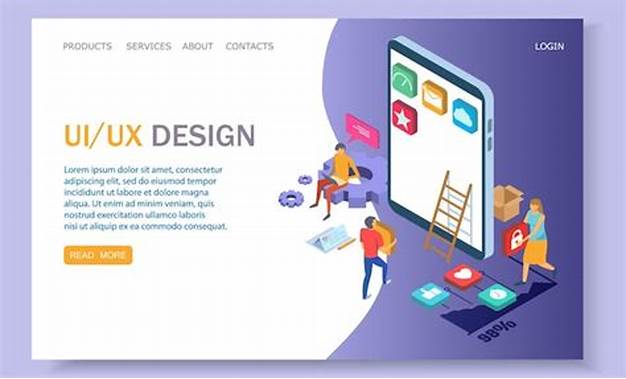 PRODUCTS SERVICES ABOUT CONTACTS LOGIN
UI/UX DESIGN
Lorem ipsum dolor sit amet, consectetur
adipiscing elit, sed do eiusmod tempor
incididunt ut labore et dolore magna
aliqua. Ut enim ad minim veniam, quis
nostrud exercitation ullamco laboris
nisi ut aliquip ex ea commodo consequat.
READ MORE
98%